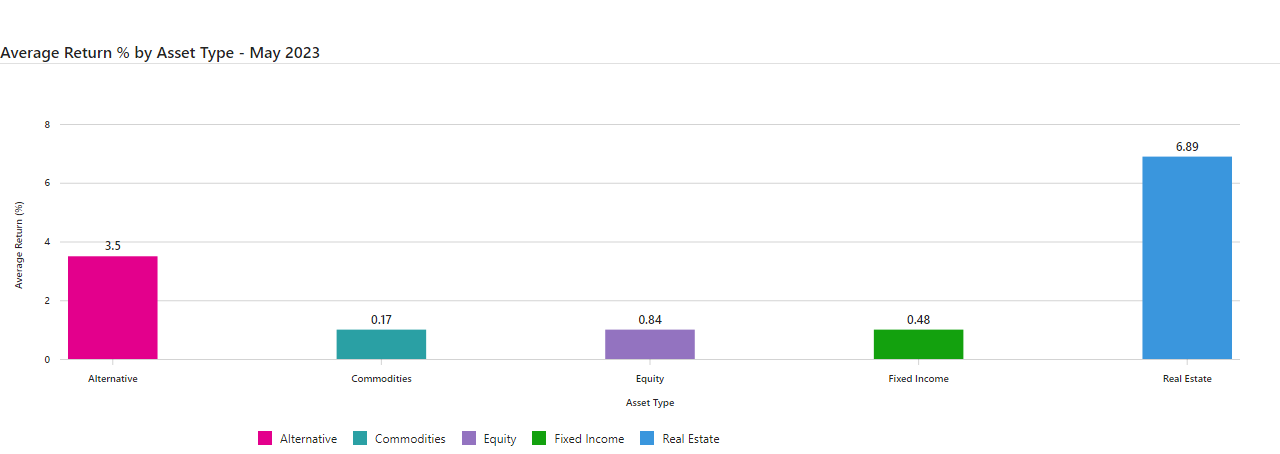 Average Return % by Asset Type - May 2023
8
6
4
2
0
Average Return (%)
3.5
0.17
0.84
0.48
6.89
Alternative
Commodities
Equity
Fixed Income
Real Estate
Asset Type
Alternative
Commodities
Equity
Fixed Income
Real Estate